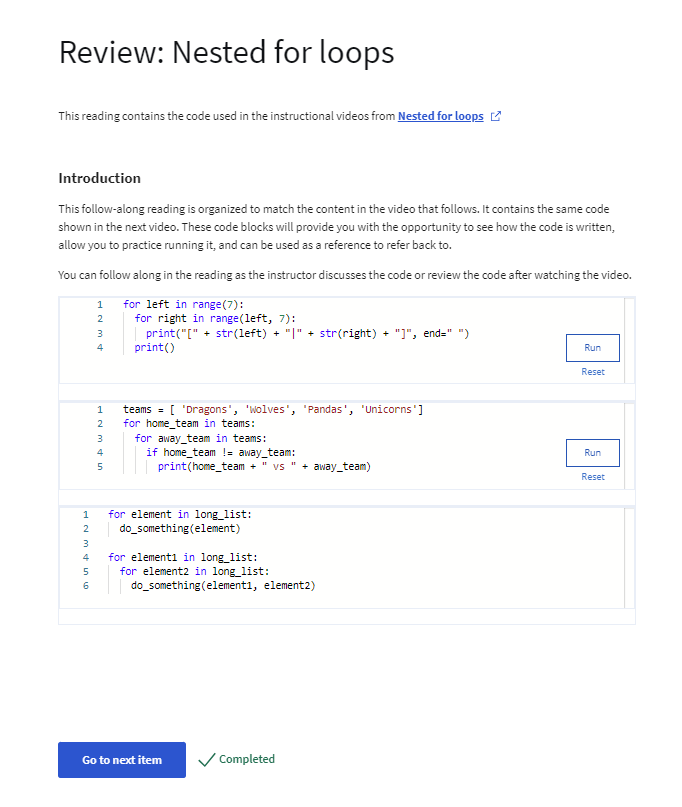 Review: Nested for loops
This reading contains the code used in the instructional videos from Nested for loops
Introduction
This follow-along reading is organized to match the content in the video that follows. It contains the same code
shown in the next video. These code blocks will provide you with the opportunity to see how the code is written,
allow you to practice running it, and can be used as a reference to refer back to.
You can follow along in the reading as the instructor discusses the code or review the code after watching the video.
1 for left in range(7):
2   for right in range(left, 7):
3     print("[" + str(left) + "|" + str(right) + "]", end=" ")
4   print()
Run
Reset
1 teams = [ 'Dragons', 'Wolves', 'Pandas', 'Unicorns']
2 for home_team in teams:
3   for away_team in teams:
4     if home_team != away_team:
5       print(home_team + " vs " + away_team)
Run
Reset
1 for element in long_list:
2   do_something(element)
3
4 for element1 in long_list:
5   for element2 in long_list:
6     do_something(element1, element2)
Go to next item
Completed